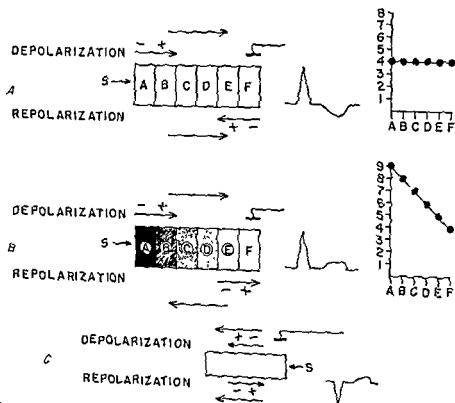 8
7
DEPOLARIZATION - + 6
5
A S A B C D E F 4
3
REPOLARIZATION 2
+ - 1
A B C D E F
9
8
7
DEPOLARIZATION - + 6
5
B S A B C D E F 4
3
REPOLARIZATION 2
- + 1
A B C D E F
+ -
DEPOLARIZATION
C S
REPOLARIZATION - +